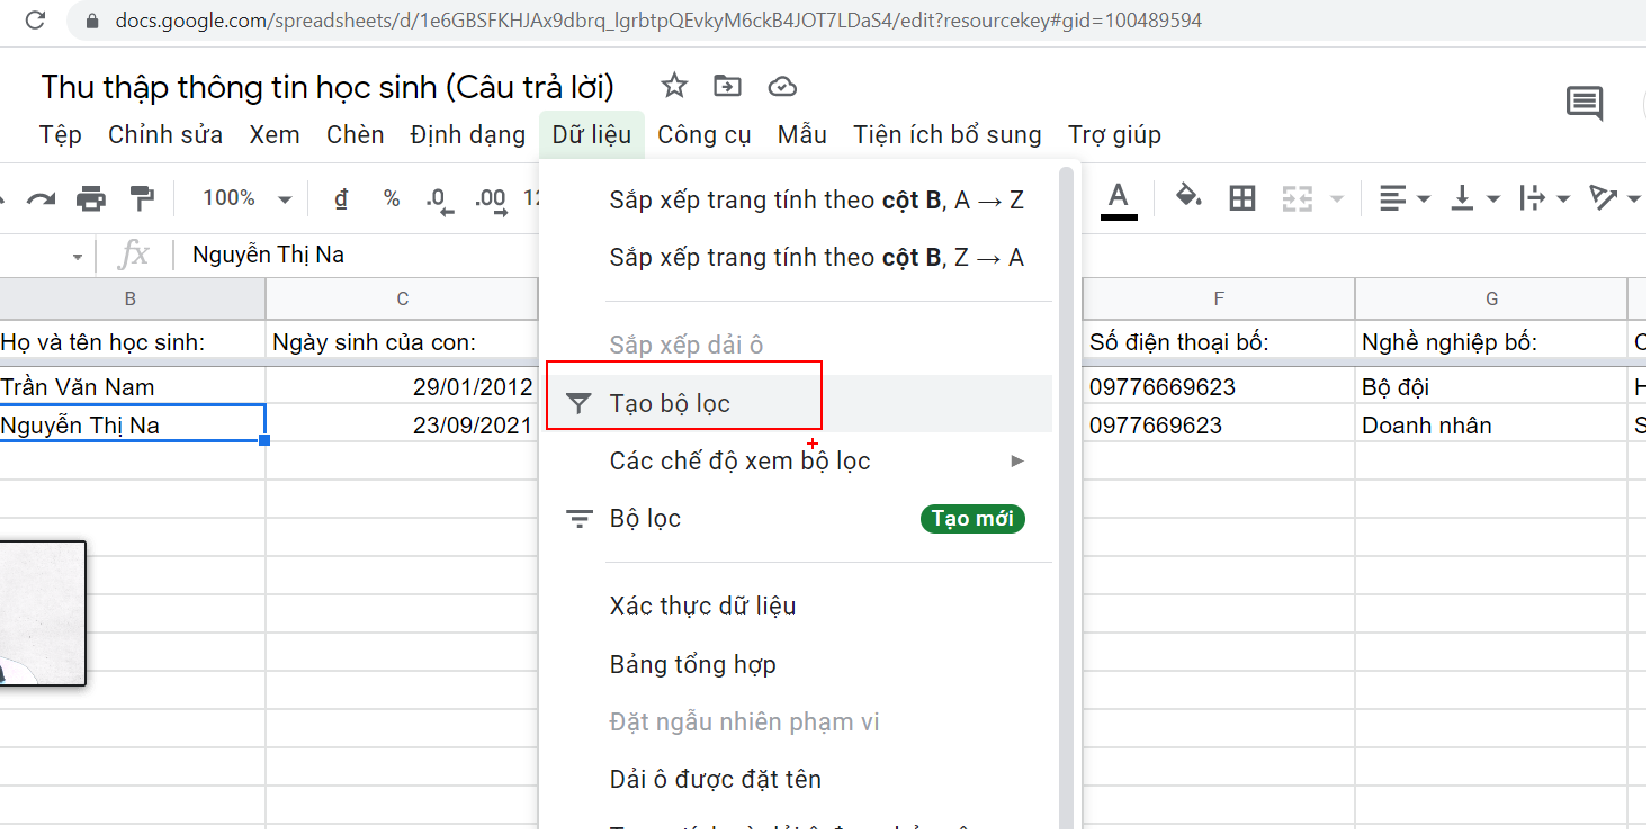 docs.google.com/spreadsheets/d/1e6GBSFKHJAx9dbrq_lgrbtpQEvkyM6ckB4JOT7LDaS4/edit?resourcekey#gid=100489594
Thu thập thông tin học sinh (Câu trả lời)
Tệp Chỉnh sửa Xem Chèn Định dạng Dữ liệu Công cụ Mẫu Tiện ích bổ sung Trợ giúp
100% đ % .0 .00 A
fx Nguyễn Thị Na
B C F G
Họ và tên học sinh: Ngày sinh của con: Số điện thoại bố: Nghề nghiệp bố:
Trần Văn Nam 29/01/2012 09776669623 Bộ đội
Nguyễn Thị Na 23/09/2021 0977669623 Doanh nhân
Sắp xếp trang tính theo cột B, A → Z
Sắp xếp trang tính theo cột B, Z → A
Sắp xếp dải ô
Tạo bộ lọc
Các chế độ xem bộ lọc
Bộ lọc Tạo mới
Xác thực dữ liệu
Bảng tổng hợp
Đặt ngẫu nhiên phạm vi
Dải ô được đặt tên